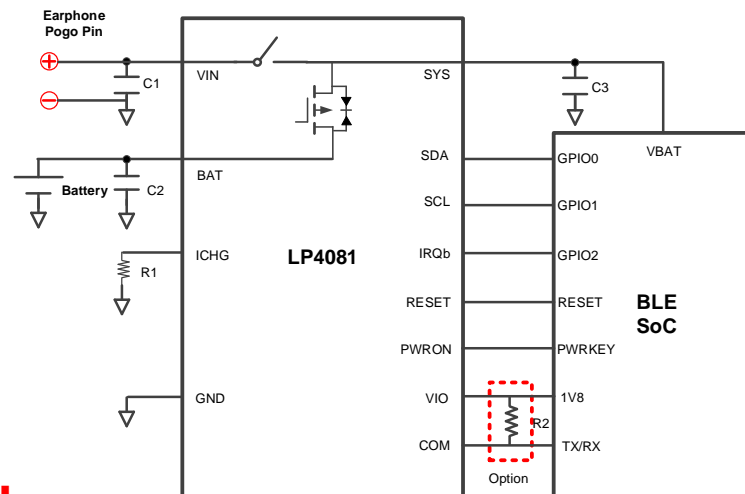 Earphone
Pogo Pin
C1
VIN
SYS
C3
VBAT
SDA
GPIO0
BAT
Battery
C2
SCL
GPIO1
ICHG
LP4081
IRQb
GPIO2
R1
RESET
RESET
BLE
SoC
PWRON
PWRKEY
GND
VIO
1V8
R2
COM
TX/RX
Option